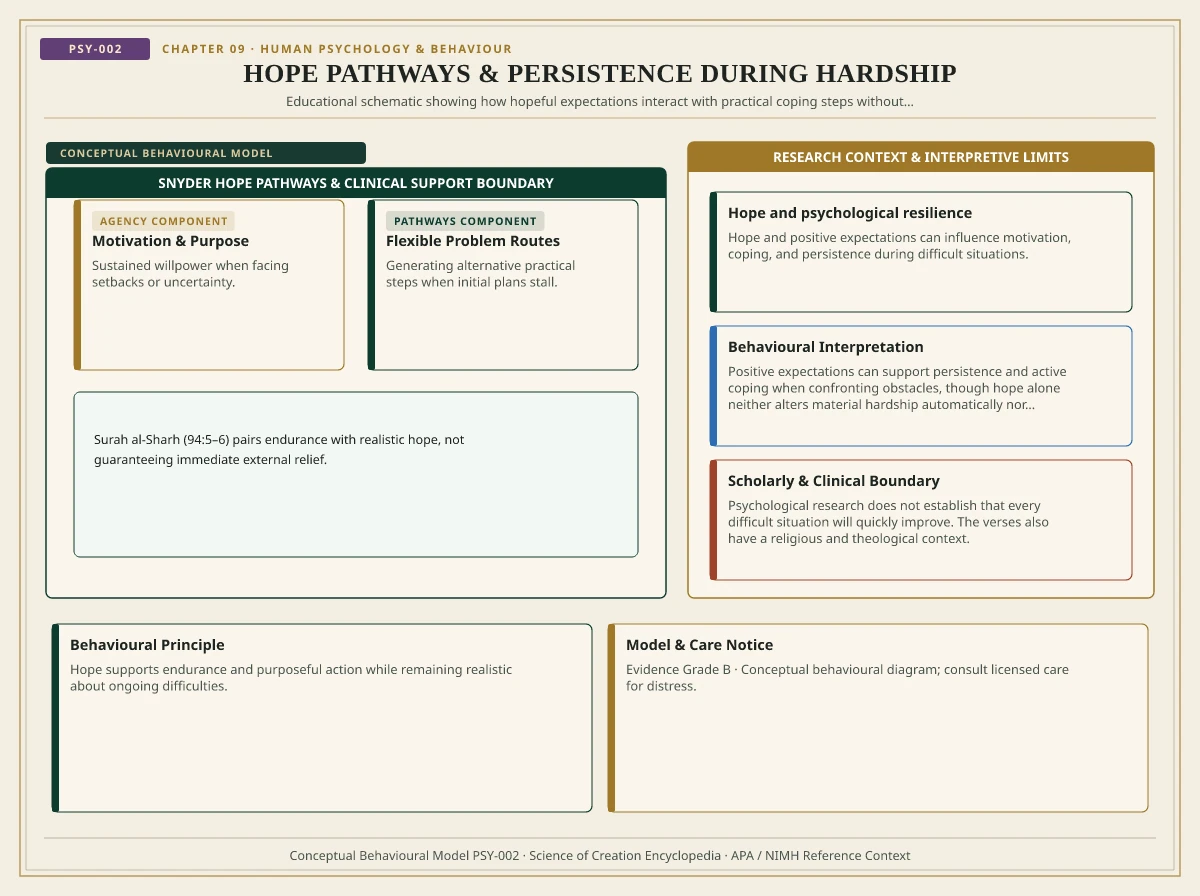 PSY-002
CHAPTER 09 · HUMAN PSYCHOLOGY & BEHAVIOUR
HOPE PATHWAYS & PERSISTENCE DURING HARDSHIP
Educational schematic showing how hopeful expectations interact with practical coping steps without...
CONCEPTUAL BEHAVIOURAL MODEL
SNYDER HOPE PATHWAYS & CLINICAL SUPPORT BOUNDARY
AGENCY COMPONENT
Motivation & Purpose
Sustained willpower when facing
setbacks or uncertainty.
PATHWAYS COMPONENT
Flexible Problem Routes
Generating alternative practical
steps when initial plans stall.
Surah al-Sharh (94:5–6) pairs endurance with realistic hope, not
guaranteeing immediate external relief.
RESEARCH CONTEXT & INTERPRETIVE LIMITS
Hope and psychological resilience
Hope and positive expectations can influence motivation,
coping, and persistence during difficult situations.
Behavioural Interpretation
Positive expectations can support persistence and active
coping when confronting obstacles, though hope alone
neither alters material hardship automatically nor...
Scholarly & Clinical Boundary
Psychological research does not establish that every
difficult situation will quickly improve. The verses also
have a religious and theological context.
Behavioural Principle
Hope supports endurance and purposeful action while remaining realistic
about ongoing difficulties.
Model & Care Notice
Evidence Grade B · Conceptual behavioural diagram; consult licensed care
for distress.
Conceptual Behavioural Model PSY-002 · Science of Creation Encyclopedia · APA / NIMH Reference Context